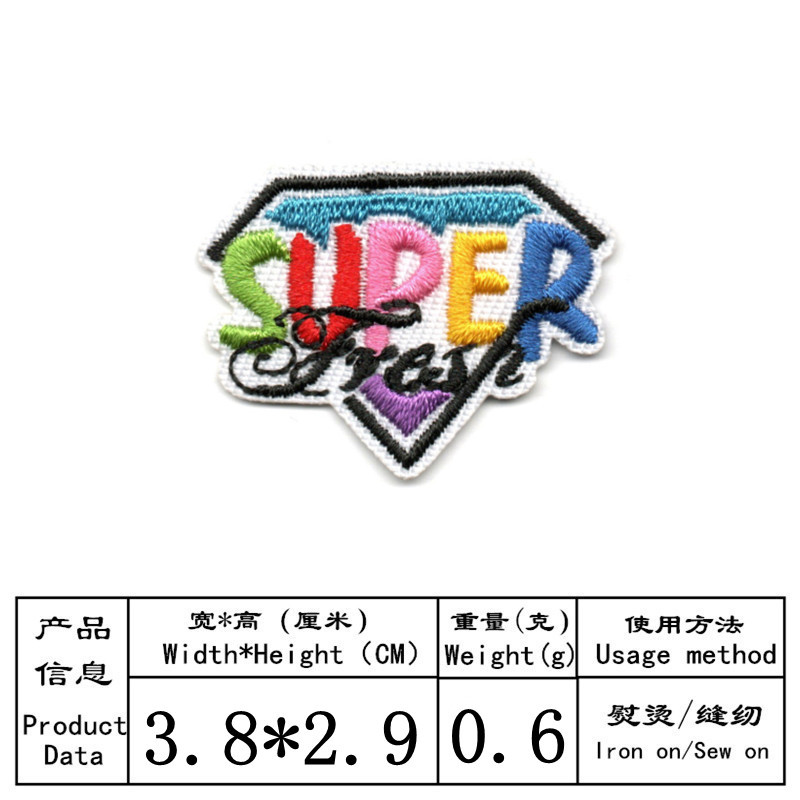 SUPER
Fresh
产品
信息
Product
Data
宽*高 (厘米)
Width*Height (CM)
重量(克)
Weight(g)
使用方法
Usage method
3.8*2.9
0.6
熨烫/缝纫
Iron on/Sew on